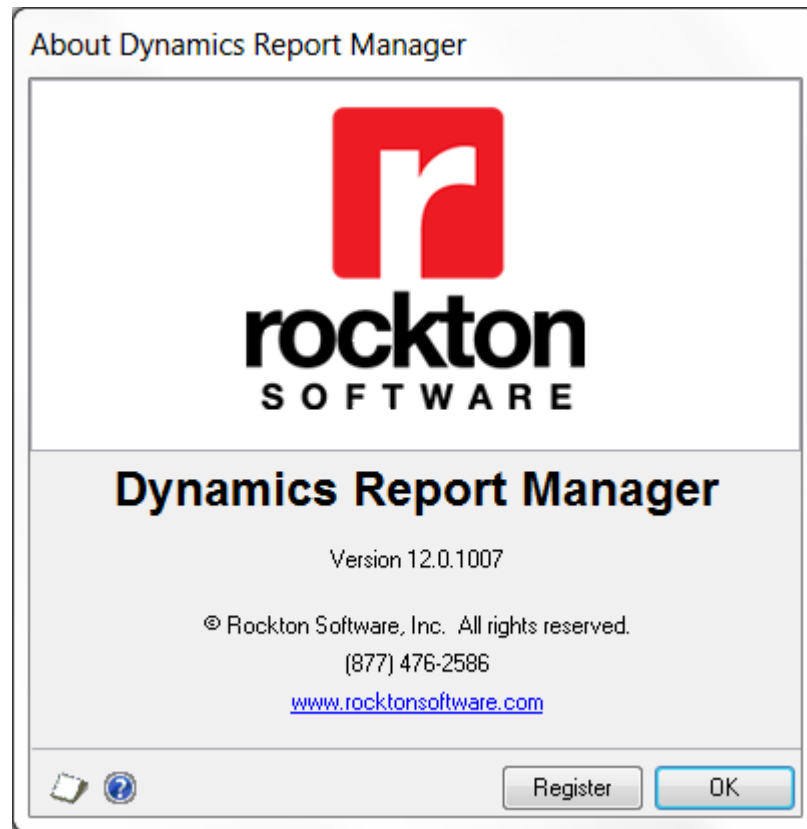 About Dynamics Report Manager
r
rockton
SOFTWARE
Dynamics Report Manager
Version 12.0.1007
© Rockton Software, Inc.  All rights reserved.
(877) 476-2586
www.rocktonsoftware.com
? Register OK